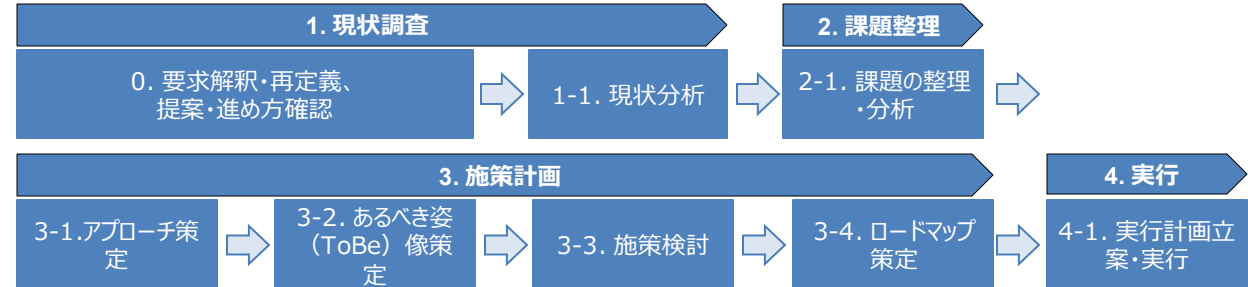 1. 現状調査
2. 課題整理
0. 要求解釈・再定義、
提案・進め方確認
1-1. 現状分析
2-1. 課題の整理
・分析
3. 施策計画
4. 実行
3-1.アプローチ策
定
3-2. あるべき姿
（ToBe）像策
定
3-3. 施策検討
3-4. ロードマップ
策定
4-1. 実行計画立
案・実行